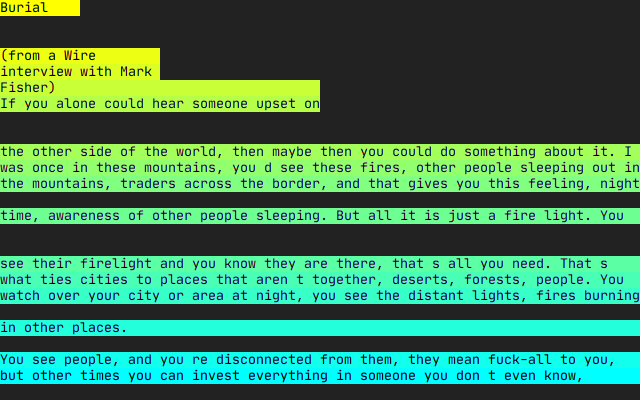 Burial
(from a Wire
interview with Mark
Fisher)
If you alone could hear someone upset on
the other side of the world, then maybe then you could do something about it. I
was once in these mountains, you d see these fires, other people sleeping out in
the mountains, traders across the border, and that gives you this feeling, night
time, awareness of other people sleeping. But all it is just a fire light. You
see their firelight and you know they are there, that s all you need. That s
what ties cities to places that aren t together, deserts, forests, people. You
watch over your city or area at night, you see the distant lights, fires burning
in other places.
You see people, and you re disconnected from them, they mean fuck-all to you,
but other times you can invest everything in someone you don t even know,